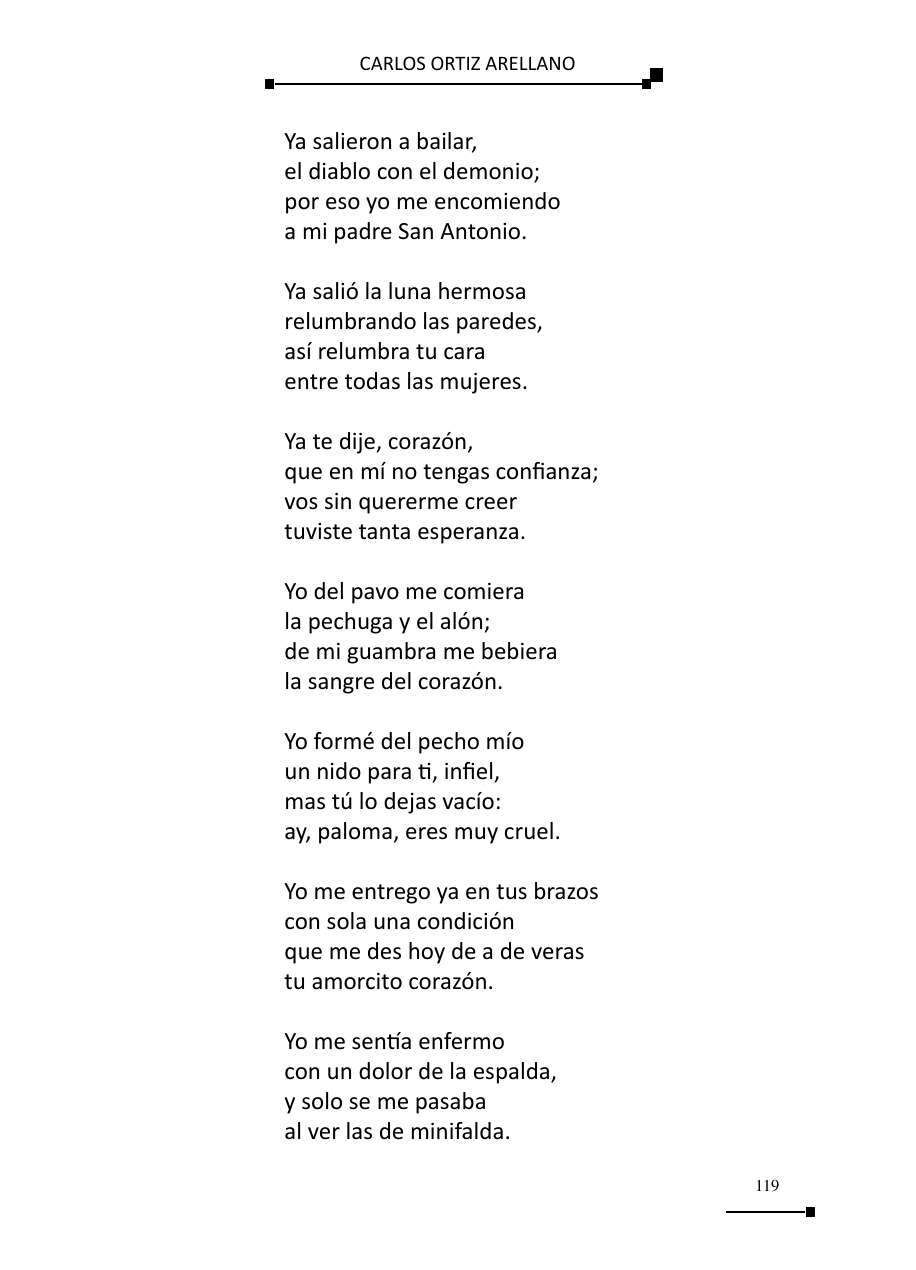 CARLOS ORTIZ ARELLANO
Ya salieron a bailar,
el diablo con el demonio;
por eso yo me encomiendo
a mi padre San Antonio.
Ya salió la luna hermosa
relumbrando las paredes,
así relumbra tu cara
entre todas las mujeres.
Ya te dije, corazón,
que en mí no tengas confianza;
vos sin quererme creer
tuviste tanta esperanza.
Yo del pavo me comiera
la pechuga y el alón;
de mi guambra me bebiera
la sangre del corazón.
Yo formé del pecho mío
un nido para ti, infiel,
mas tú lo dejas vacío:
ay, paloma, eres muy cruel.
Yo me entrego ya en tus brazos
con sola una condición
que me des hoy de a de veras
tu amorcito corazón.
Yo me sentía enfermo
con un dolor de la espalda,
y solo se me pasaba
al ver las de minifalda.
119